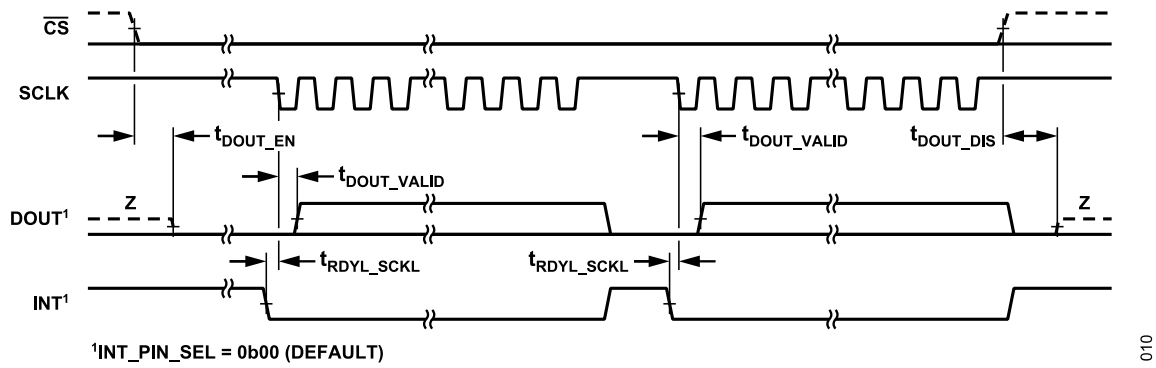 CS
SCLK
tDOUT_EN
tDOUT_VALID
tDOUT_DIS
tDOUT_VALID
Z
Z
DOUT¹
tRDYL_SCKL
tRDYL_SCKL
INT¹
¹INT_PIN_SEL = 0b00 (DEFAULT)
010